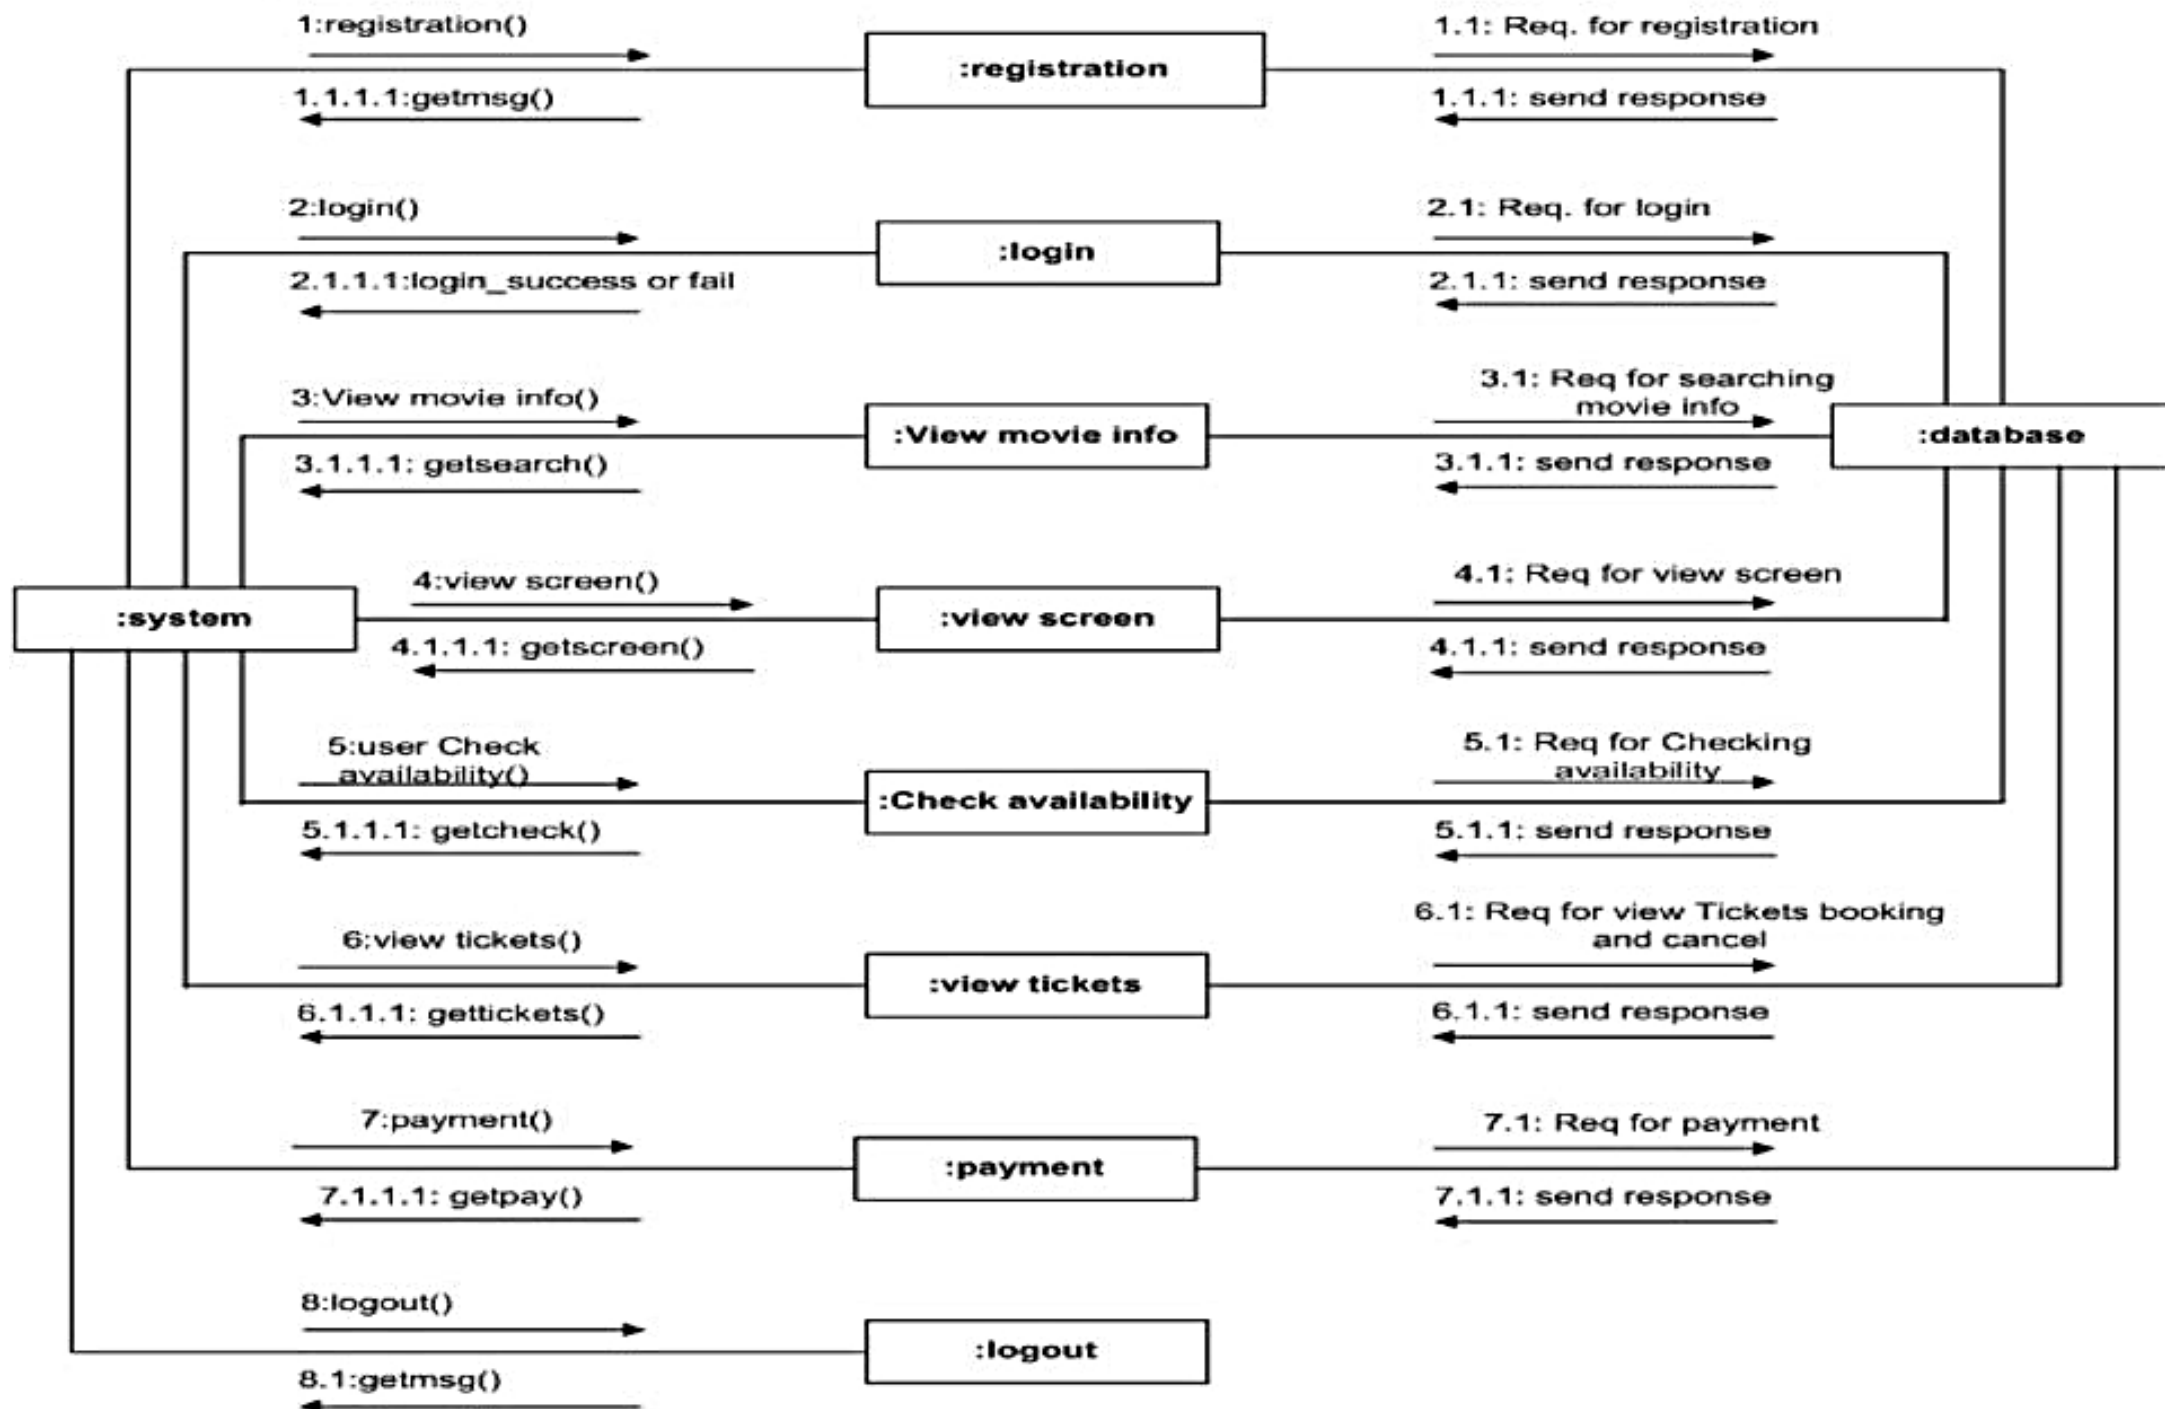 1:registration()
:registration
1.1: Req. for registration
1.1.1.1:getmsg()
1.1.1: send response
2:login()
:login
2.1: Req. for login
2.1.1.1:login_success or fail
2.1.1: send response
3:View movie info()
:View movie info
3.1: Req for searching
movie info
:database
3.1.1.1: getsearch()
3.1.1: send response
:system
4:view screen()
:view screen
4.1: Req for view screen
4.1.1.1: getscreen()
4.1.1: send response
5:user Check
availability()
:Check availability
5.1: Req for Checking
availability
5.1.1.1: getcheck()
5.1.1: send response
6:view tickets()
:view tickets
6.1: Req for view Tickets booking
and cancel
6.1.1.1: gettickets()
6.1.1: send response
7:payment()
:payment
7.1: Req for payment
7.1.1.1: getpay()
7.1.1: send response
8:logout()
:logout
8.1:getmsg()